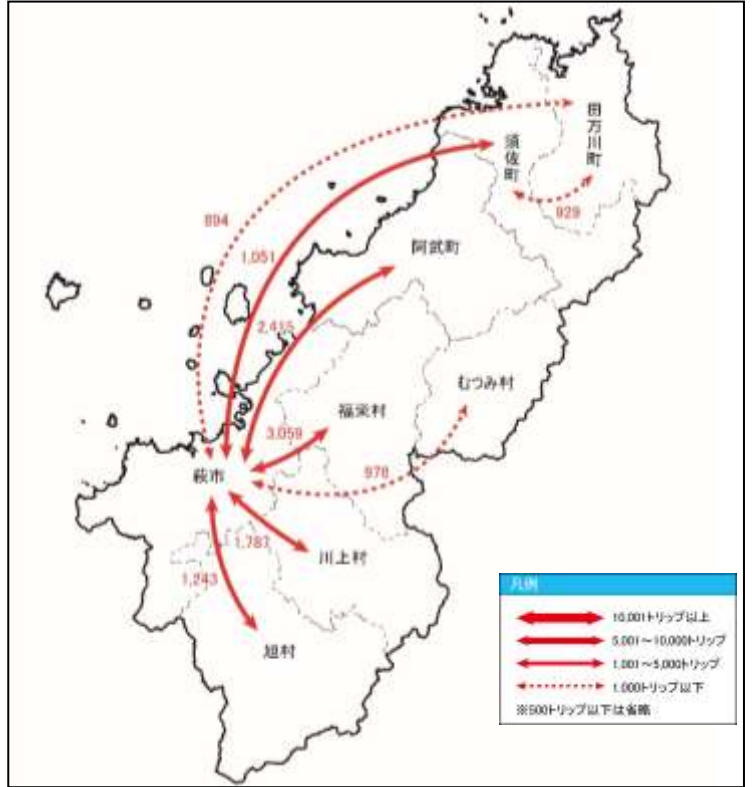 田万川町
須佐町
929
894
1,051
阿武町
2,415
むつみ村
福栄村
3,059
978
萩市
1,787
川上村
1,243
旭村
凡例
10,001トリップ以上
5,001～10,000トリップ
1,001～5,000トリップ
1,000トリップ以下
※500トリップ以下は省略